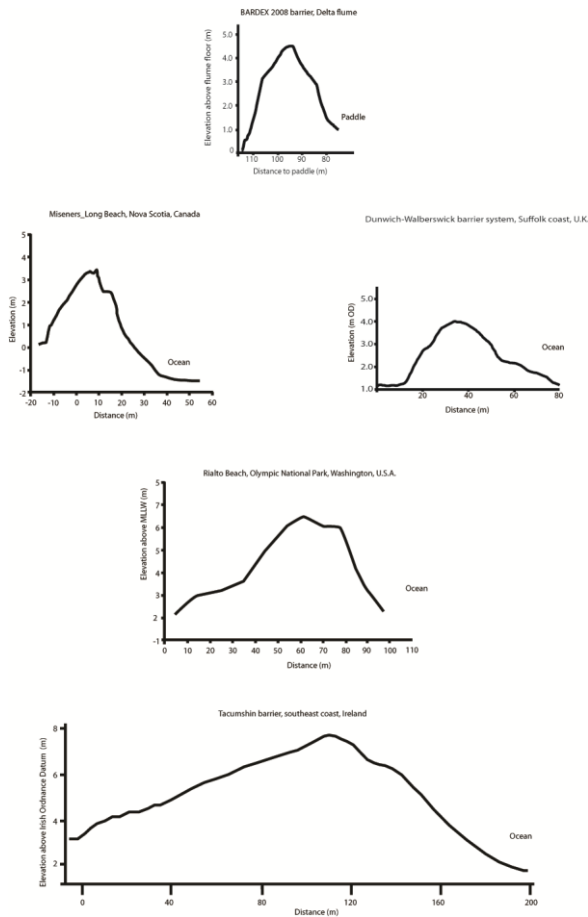 BARDEX 2008 barrier, Delta flume
Elevation above flume floor (m)
5.0
4.0
3.0
2.0
1.0
0
110 100 90 80
Distance to paddle (m)
Paddle
Miseners_Long Beach, Nova Scotia, Canada
Elevation (m)
5
4
3
2
1
0
-1
-2
-20 -10 0 10 20 30 40 50 60
Distance (m)
Ocean
Dunwich-Walberswick barrier system, Suffolk coast, U.K.
Elevation (m OD)
5.0
4.0
3.0
2.0
1.0
20 40 60 80
Distance (m)
Ocean
Rialto Beach, Olympic National Park, Washington, U.S.A.
Elevation above MLLW (m)
5
7
6
5
4
3
2
-1
0 10 20 30 40 50 60 70 80 90 100 110
Distance (m)
Ocean
Tacumshin barrier, southeast coast, Ireland
Elevation above Irish Ordnance Datum (m)
8
6
4
2
0 40 80 120 160 200
Distance (m)
Ocean